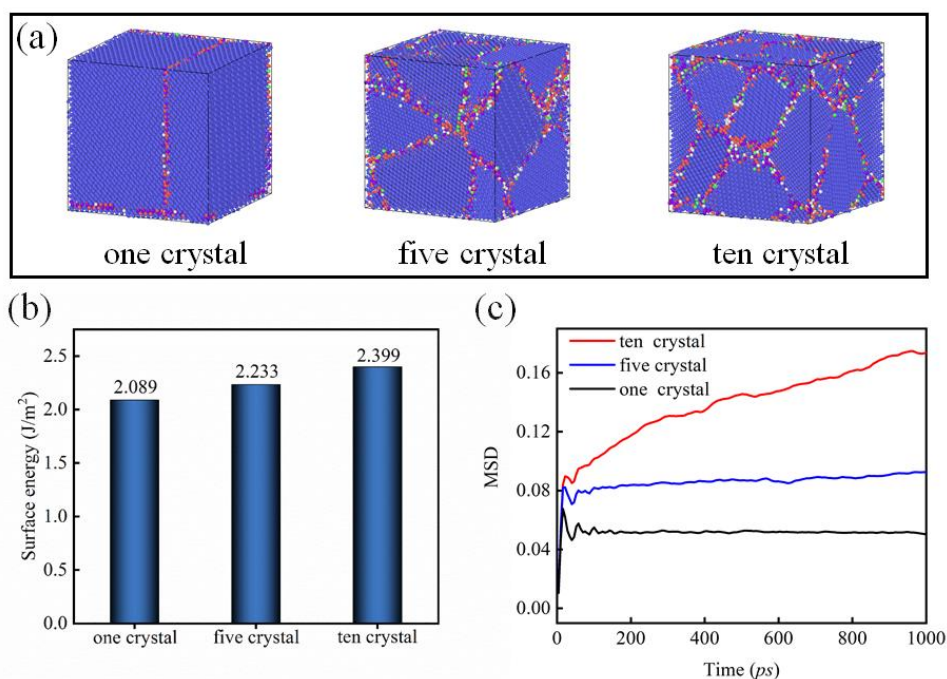 (a)
one crystal
five crystal
ten crystal
(b)
Surface energy (J/m²)
2.5
2.0
1.5
1.0
0.5
0.0
2.089
2.233
2.399
one crystal
five crystal
ten crystal
(c)
MSD
0.16
0.12
0.08
0.04
0.00
ten crystal
five crystal
one crystal
0
200
400
600
800
1000
Time (ps)